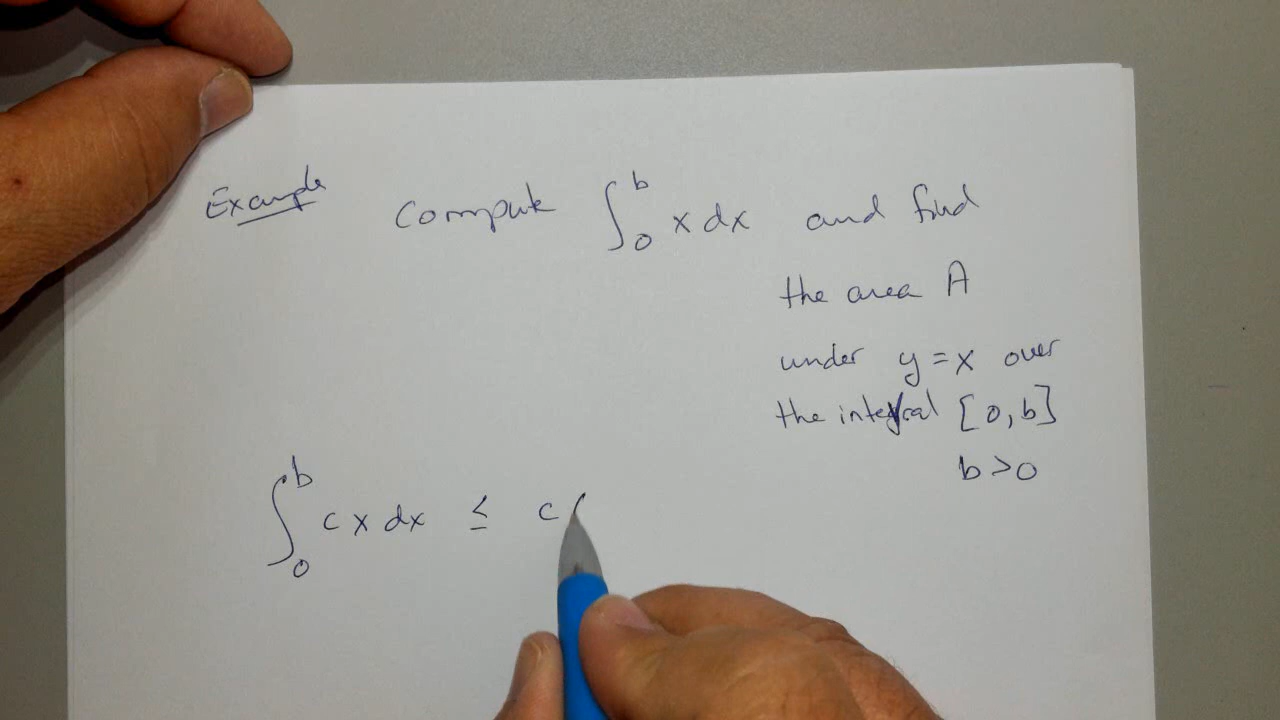 Example Compute ∫₀ᵇ x dx and find
the area A
under y = x over
the integral [0, b]
b > 0
∫₀ᵇ c x dx ≤ c